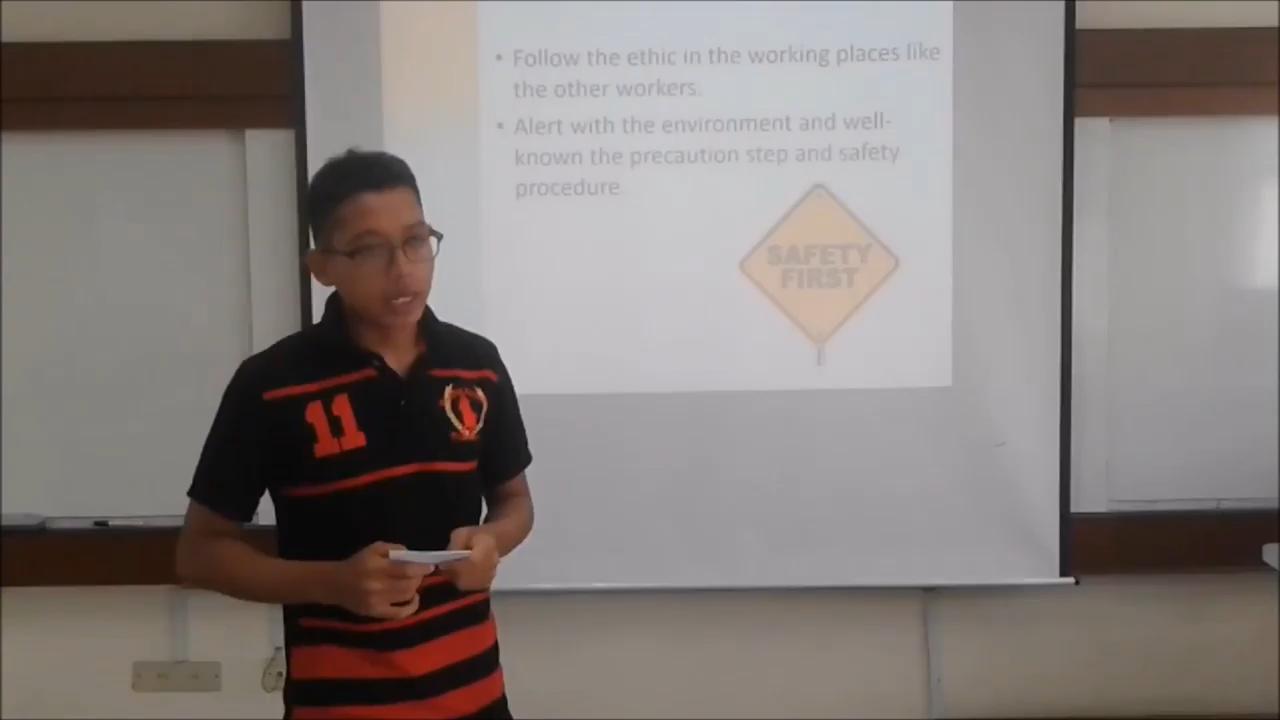 • Follow the ethic in the working places like
the other workers.
• Alert with the environment and well-
known the precaution step and safety
procedure.
SAFETY
FIRST
11